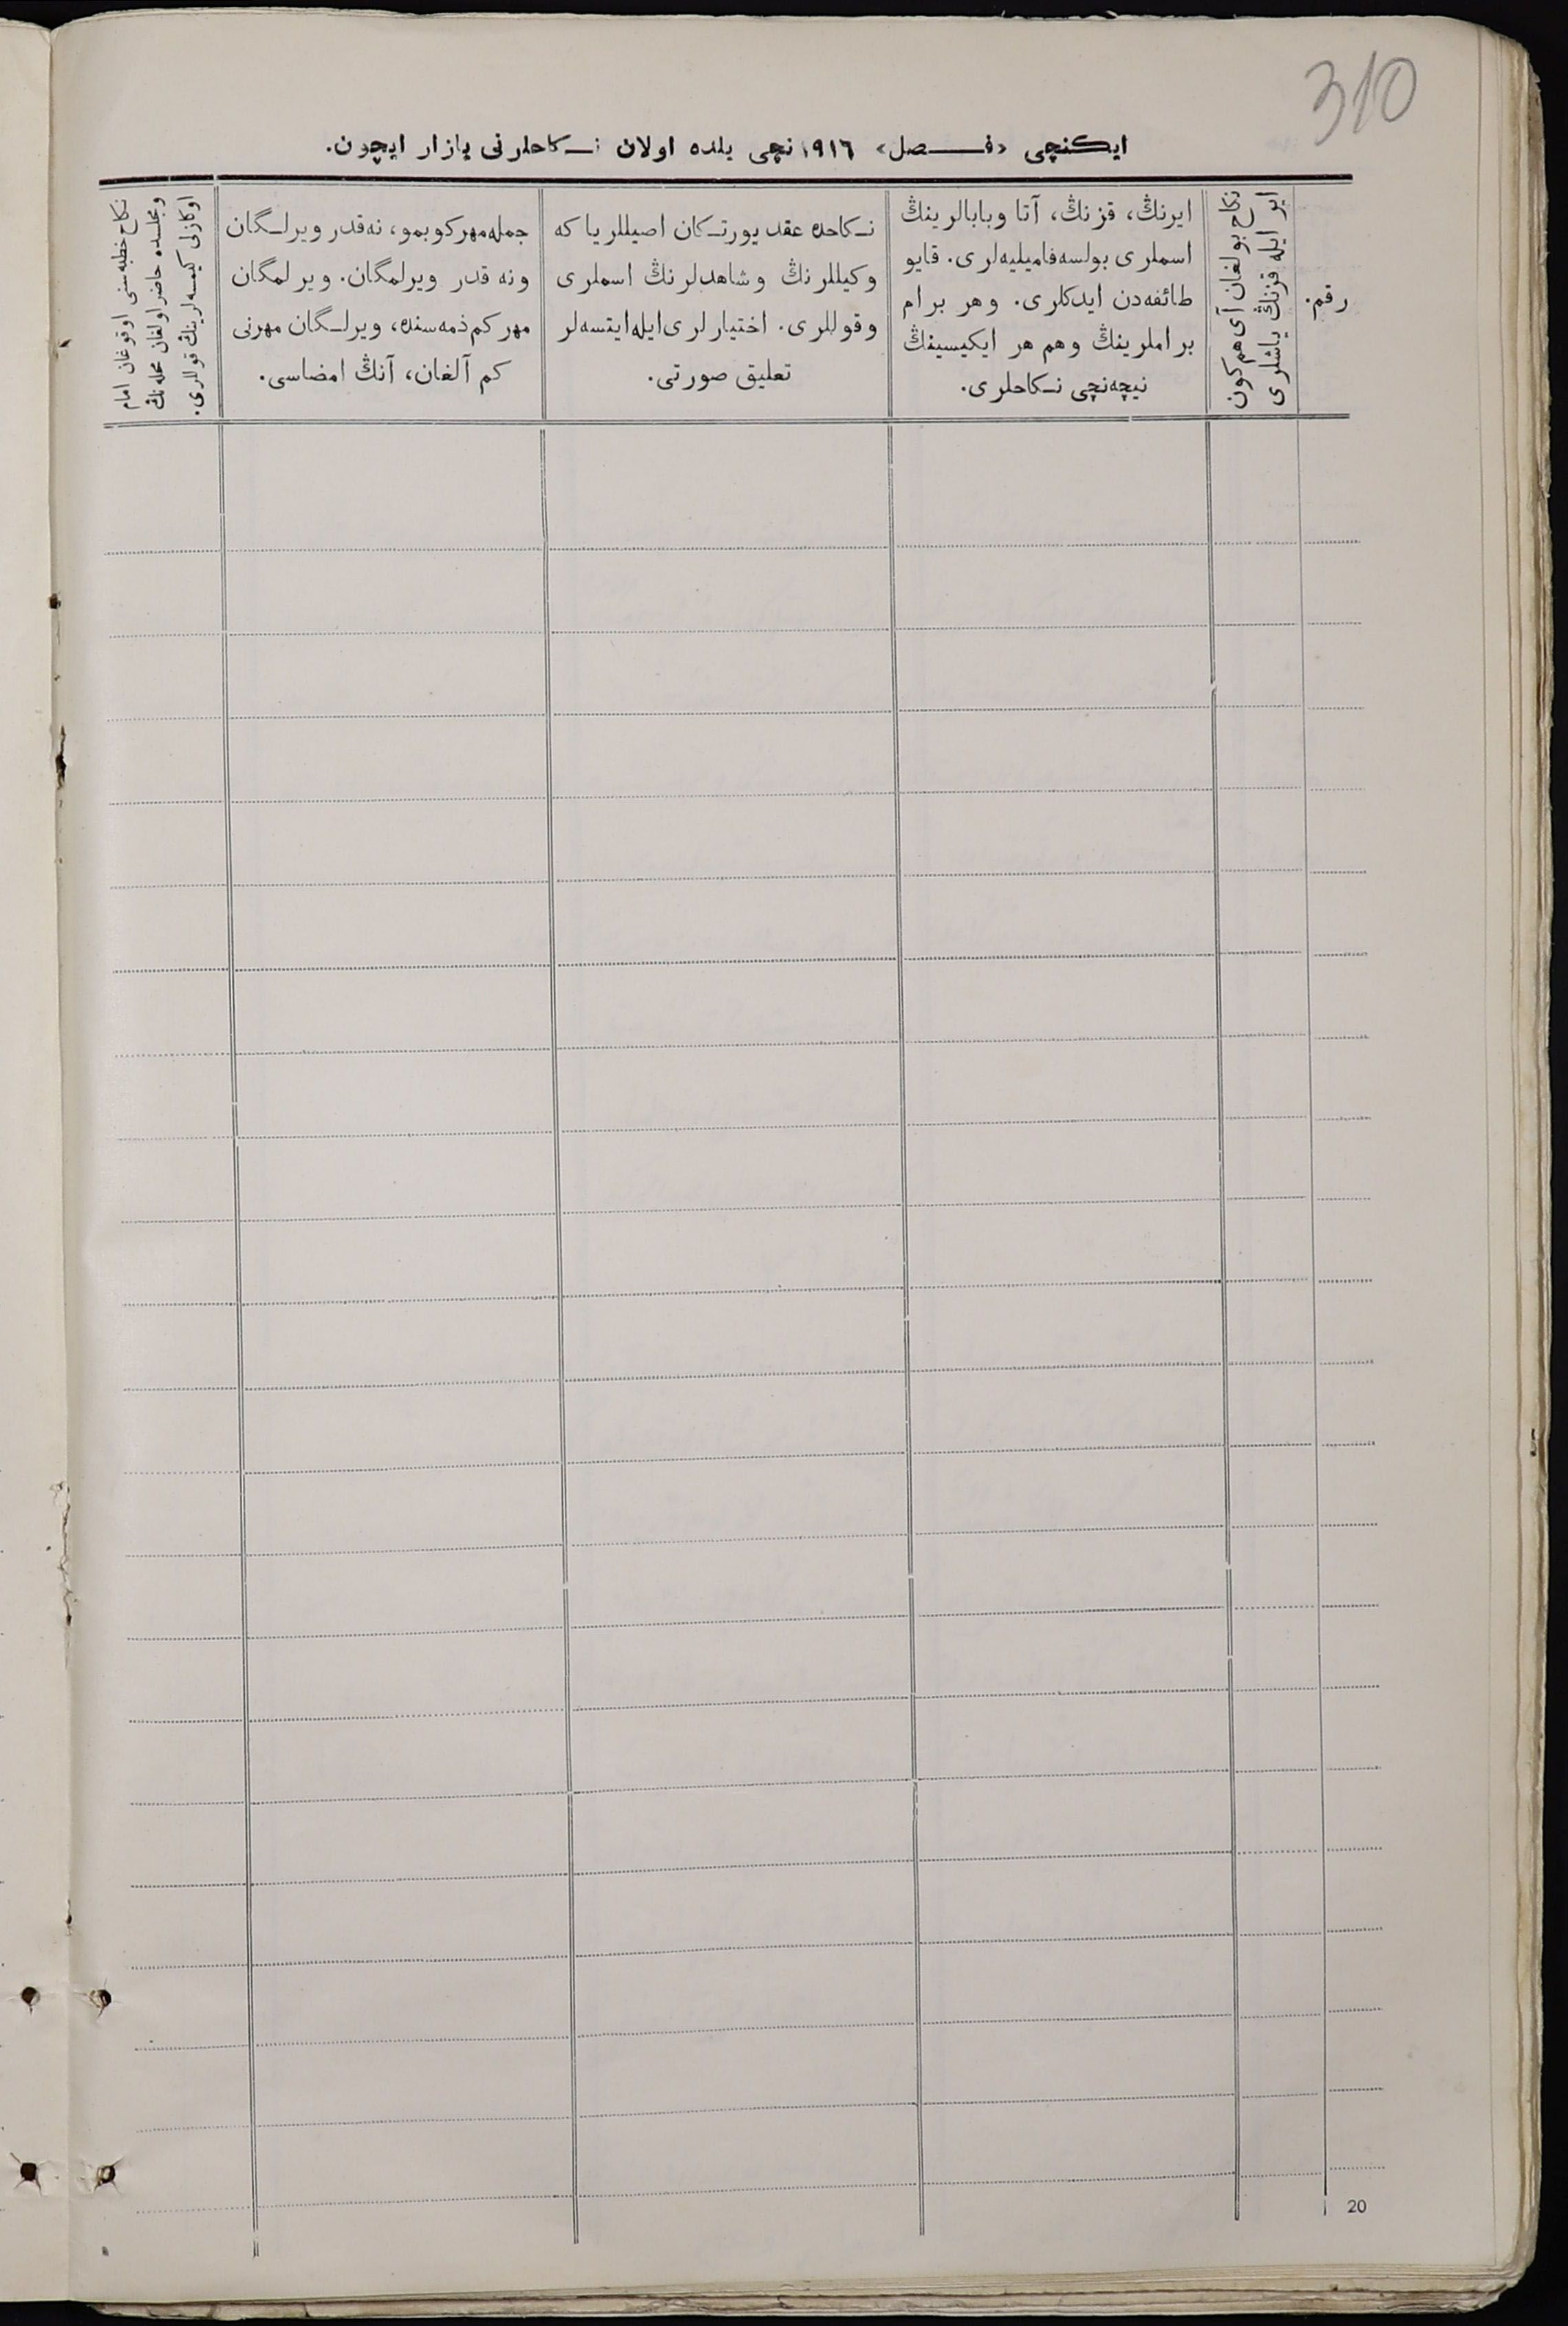 310
ایکنچی «فصل» ١٩١٦نچی یلده اولان نکاحلرنی یازار ایچون.
رقم.
نکاح بولغان آی هم کون
ایر ایله قزنڭ یاشلری
ایرنڭ، قزنڭ، آتا وبابالرینڭ
اسملری بولسه‌فامیلیه‌لری. قایو
طائفه‌دن ایدکلری. وهر برام
براملرینڭ وهم هر ایکیسینڭ
نیچه‌نچی نکاحلری.
نکاحده عقد یورتکان اصیللریا که
وکیللرنڭ وشاهدلرنڭ اسملری
وقوللری. اختیارلری‌ایله‌ایتسه‌لر
تعلیق صورتی.
جمله‌مهرکوبمو، نه‌قدر ویرلگان
ونه قدر ویرلمگان. ویرلمگان
مهرکم‌ذمه‌سنده، ویرلگان مهرنی
کم آلغان، آنڭ امضاسی.
نکاح خطبه‌سنی اوقوغان امام
ومجلسده حاضر اولغان محله‌نڭ
اوکازلی کیمسه‌لرینڭ قوللری.
20